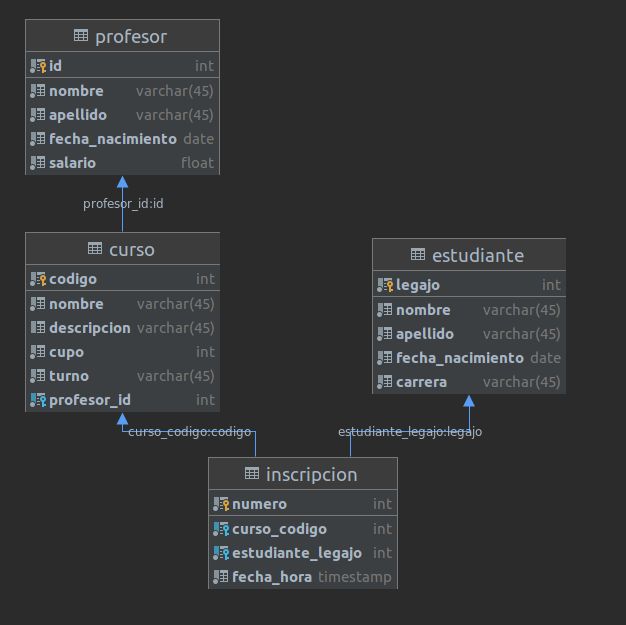 profesor
id int
nombre varchar(45)
apellido varchar(45)
fecha_nacimiento date
salario float
profesor_id:id
curso
codigo int
nombre varchar(45)
descripcion varchar(45)
cupo int
turno varchar(45)
profesor_id int
estudiante
legajo int
nombre varchar(45)
apellido varchar(45)
fecha_nacimiento date
carrera varchar(45)
curso_codigo:codigo
estudiante_legajo:legajo
inscripcion
numero int
curso_codigo int
estudiante_legajo int
fecha_hora timestamp